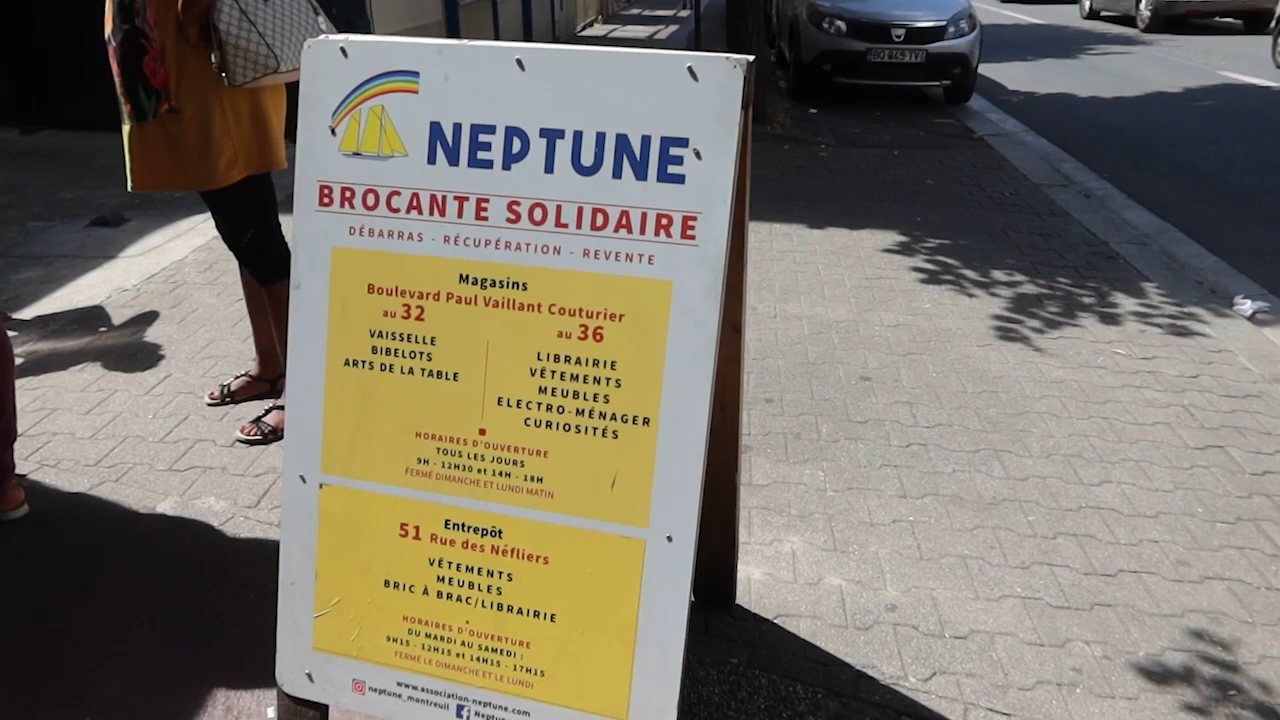 NEPTUNE
BROCANTE SOLIDAIRE
DÉBARRAS - RÉCUPÉRATION - REVENTE
Magasins
Boulevard Paul Vaillant Couturier
au 32
VAISSELLE
BIBELOTS
ARTS DE LA TABLE
au 36
LIBRAIRIE
VÊTEMENTS
MEUBLES
ELECTRO-MÉNAGER
CURIOSITÉS
HORAIRES D'OUVERTURE
TOUS LES JOURS
9H - 12H30 et 14H - 18H
FERMÉ DIMANCHE ET LUNDI MATIN
Entrepôt
51 Rue des Néfliers
VÊTEMENTS
MEUBLES
BRIC À BRAC/LIBRAIRIE
HORAIRES D'OUVERTURE
DU MARDI AU SAMEDI :
9H15 - 12H15 et 14H15 - 17H15
FERMÉ LE DIMANCHE ET LE LUNDI
www.association-neptune.com
neptune_montreuil